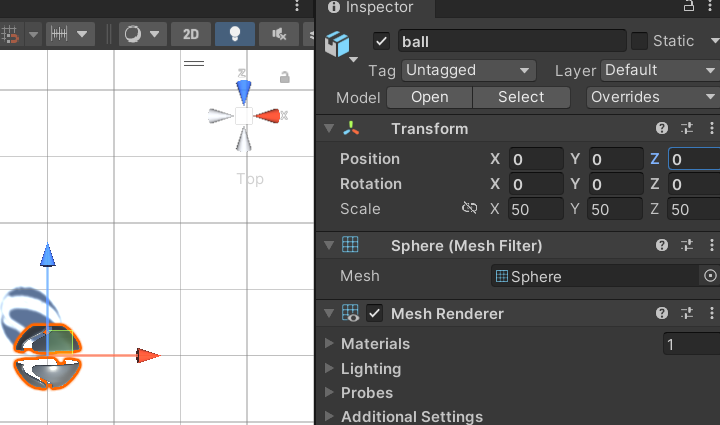 Inspector
2D
ball
Static
Tag Untagged Layer Default
Model Open Select Overrides
Z
X
Top
Transform
Position X 0 Y 0 Z 0
Rotation X 0 Y 0 Z 0
Scale X 50 Y 50 Z 50
Sphere (Mesh Filter)
Mesh Sphere
Mesh Renderer
Materials 1
Lighting
Probes
Additional Settings